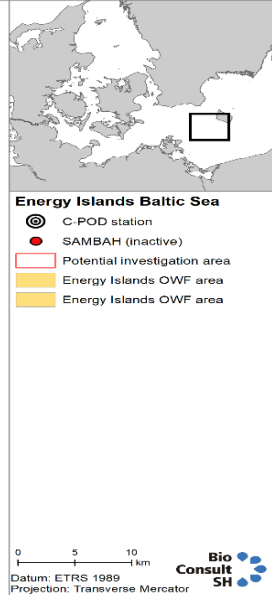 Energy Islands Baltic Sea
C-POD station
SAMBAH (inactive)
Potential investigation area
Energy Islands OWF area
Energy Islands OWF area
0 5 10
km
Bio
Consult
SH
Datum: ETRS 1989
Projection: Transverse Mercator